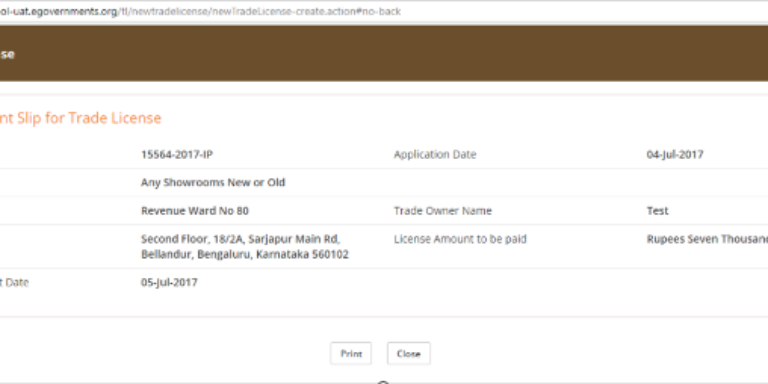 ol-uat.egovernments.org/tl/newtradelicense/newTradeLicense-create.action#no-back
se
nt Slip for Trade License
15564-2017-IP Application Date 04-Jul-2017
Any Showrooms New or Old
Revenue Ward No 80 Trade Owner Name Test
Second Floor, 18/2A, Sarjapur Main Rd, License Amount to be paid Rupees Seven Thousand
Bellandur, Bengaluru, Karnataka 560102
t Date 05-Jul-2017
Print Close